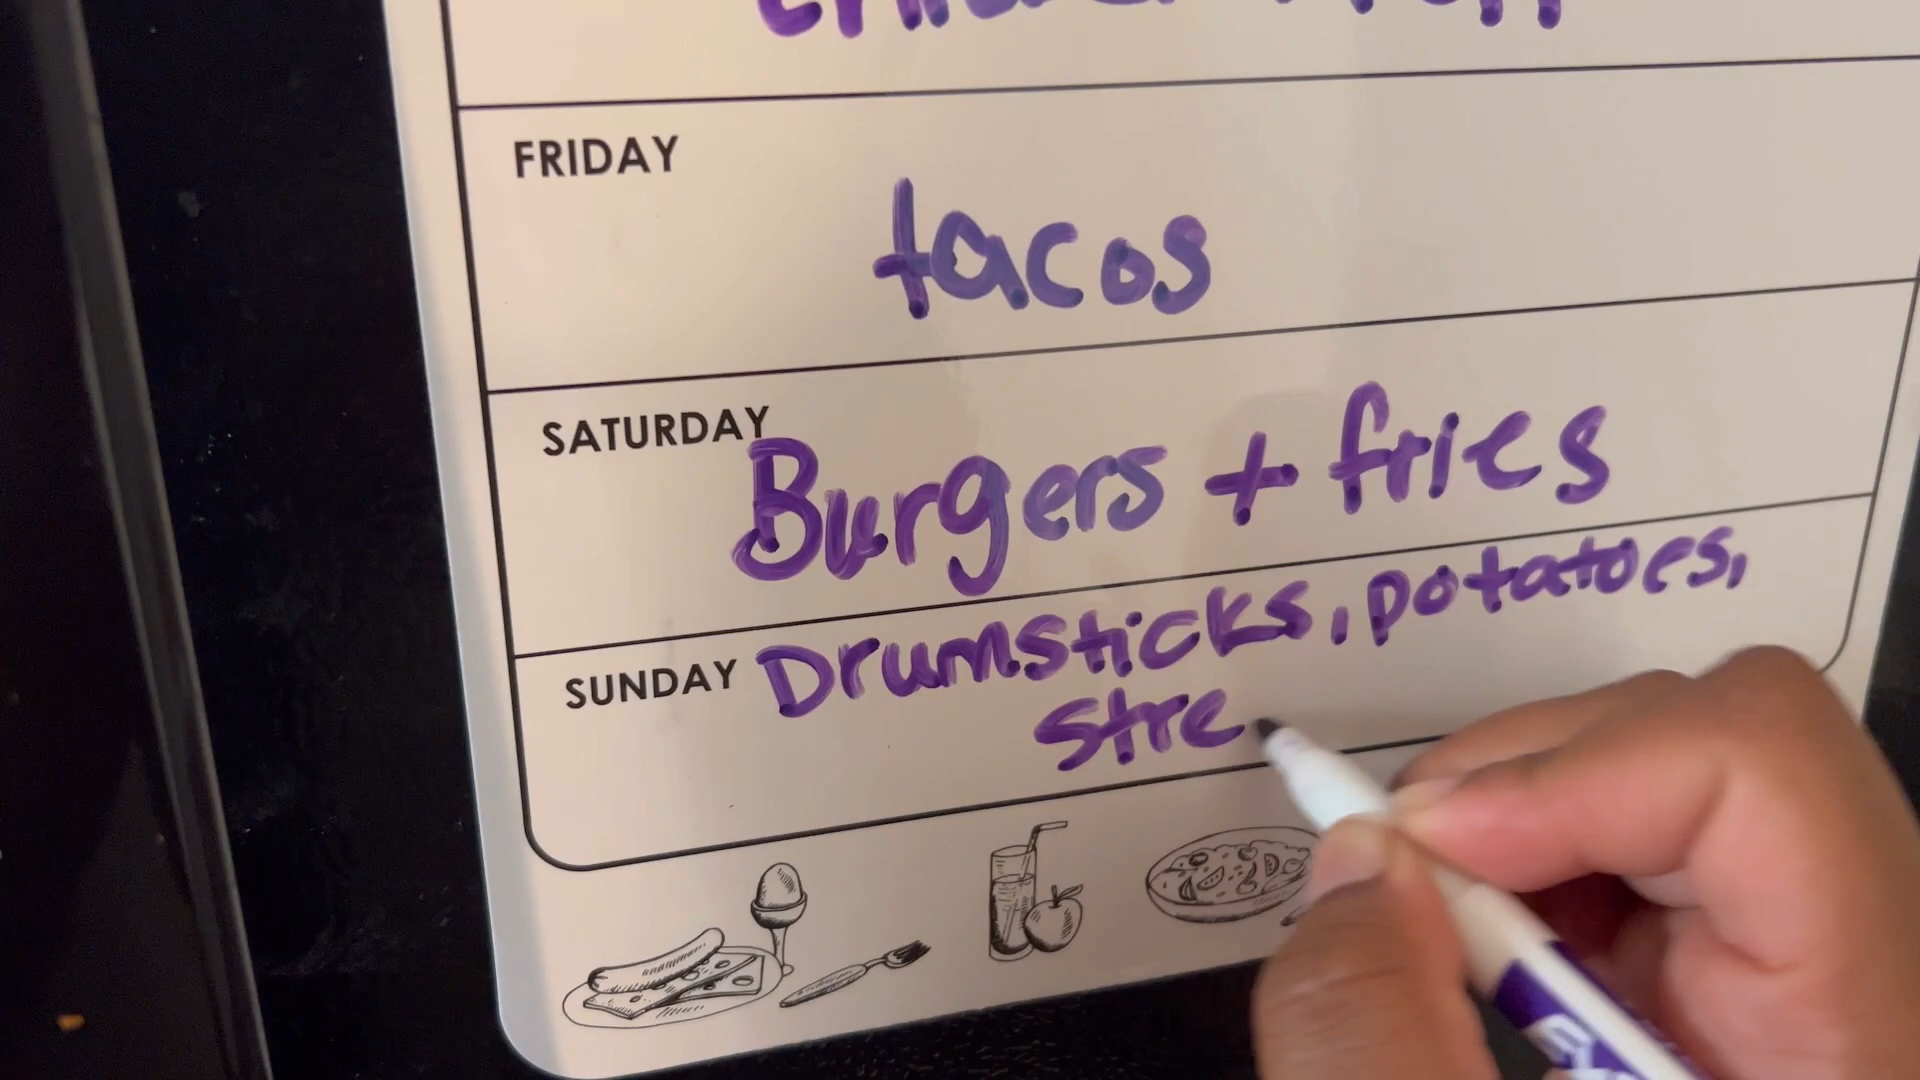 FRIDAY
tacos
SATURDAY
Burgers + fries
SUNDAY
Drumsticks, potatoes,
stre